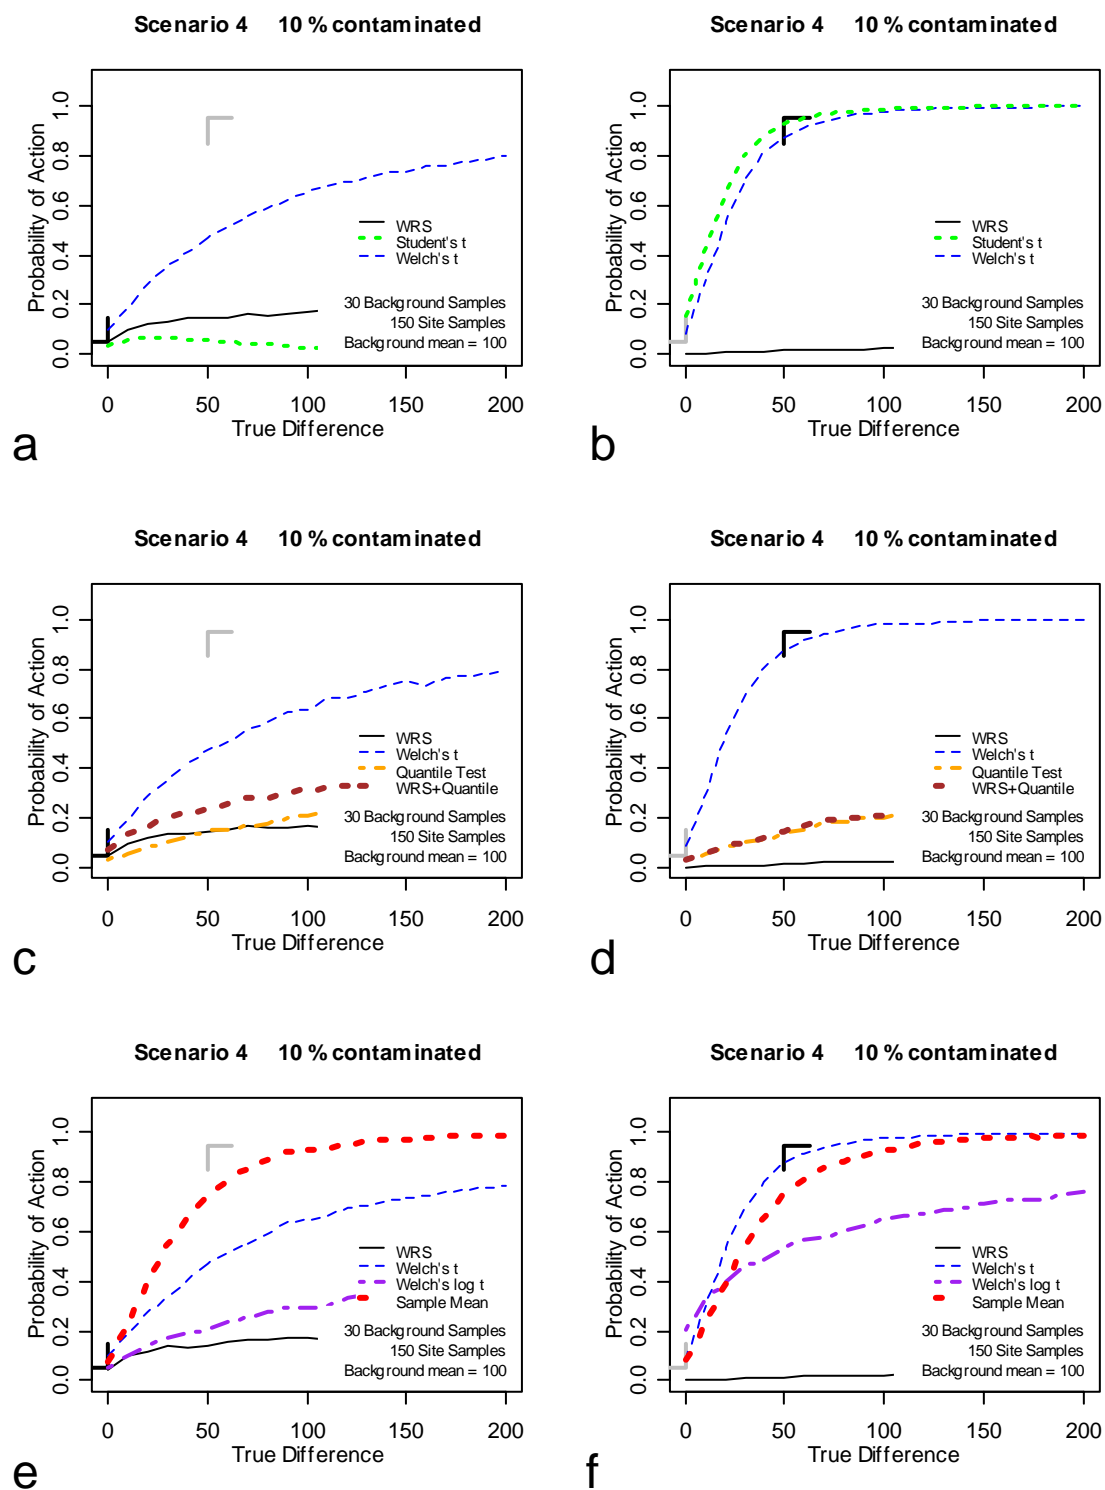 Scenario 4 10 % contaminated
Probability of Action
1.0
0.8
0.6
0.4
0.2
0.0
WRS
Student's t
Welch's t
30 Background Samples
150 Site Samples
Background mean = 100
0 50 100 150 200
True Difference
a
Scenario 4 10 % contaminated
Probability of Action
1.0
0.8
0.6
0.4
0.2
0.0
WRS
Student's t
Welch's t
30 Background Samples
150 Site Samples
Background mean = 100
0 50 100 150 200
True Difference
b
Scenario 4 10 % contaminated
Probability of Action
1.0
0.8
0.6
0.4
0.2
0.0
WRS
Welch's t
Quantile Test
WRS+Quantile
30 Background Samples
150 Site Samples
Background mean = 100
0 50 100 150 200
True Difference
c
Scenario 4 10 % contaminated
Probability of Action
1.0
0.8
0.6
0.4
0.2
0.0
WRS
Welch's t
Quantile Test
WRS+Quantile
30 Background Samples
150 Site Samples
Background mean = 100
0 50 100 150 200
True Difference
d
Scenario 4 10 % contaminated
Probability of Action
1.0
0.8
0.6
0.4
0.2
0.0
WRS
Welch's t
Welch's log t
Sample Mean
30 Background Samples
150 Site Samples
Background mean = 100
0 50 100 150 200
True Difference
e
Scenario 4 10 % contaminated
Probability of Action
1.0
0.8
0.6
0.4
0.2
0.0
WRS
Welch's t
Welch's log t
Sample Mean
30 Background Samples
150 Site Samples
Background mean = 100
0 50 100 150 200
True Difference
f